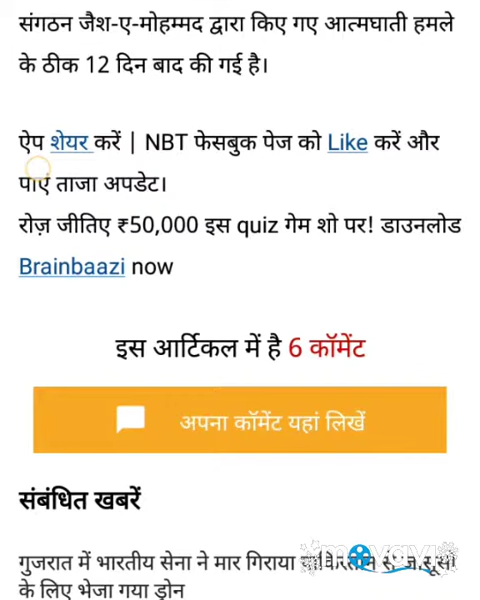 संगठन जैश-ए-मोहम्मद द्वारा किए गए आत्मघाती हमले
के ठीक 12 दिन बाद की गई है।
ऐप शेयर करें | NBT फेसबुक पेज को Like करें और
पाएं ताजा अपडेट।
रोज़ जीतिए ₹50,000 इस quiz गेम शो पर! डाउनलोड
Brainbaazi now
इस आर्टिकल में है 6 कॉमेंट
अपना कॉमेंट यहां लिखें
संबंधित खबरें
गुजरात में भारतीय सेना ने मार गिराया
movavi
के लिए भेजा गया ड्रोन